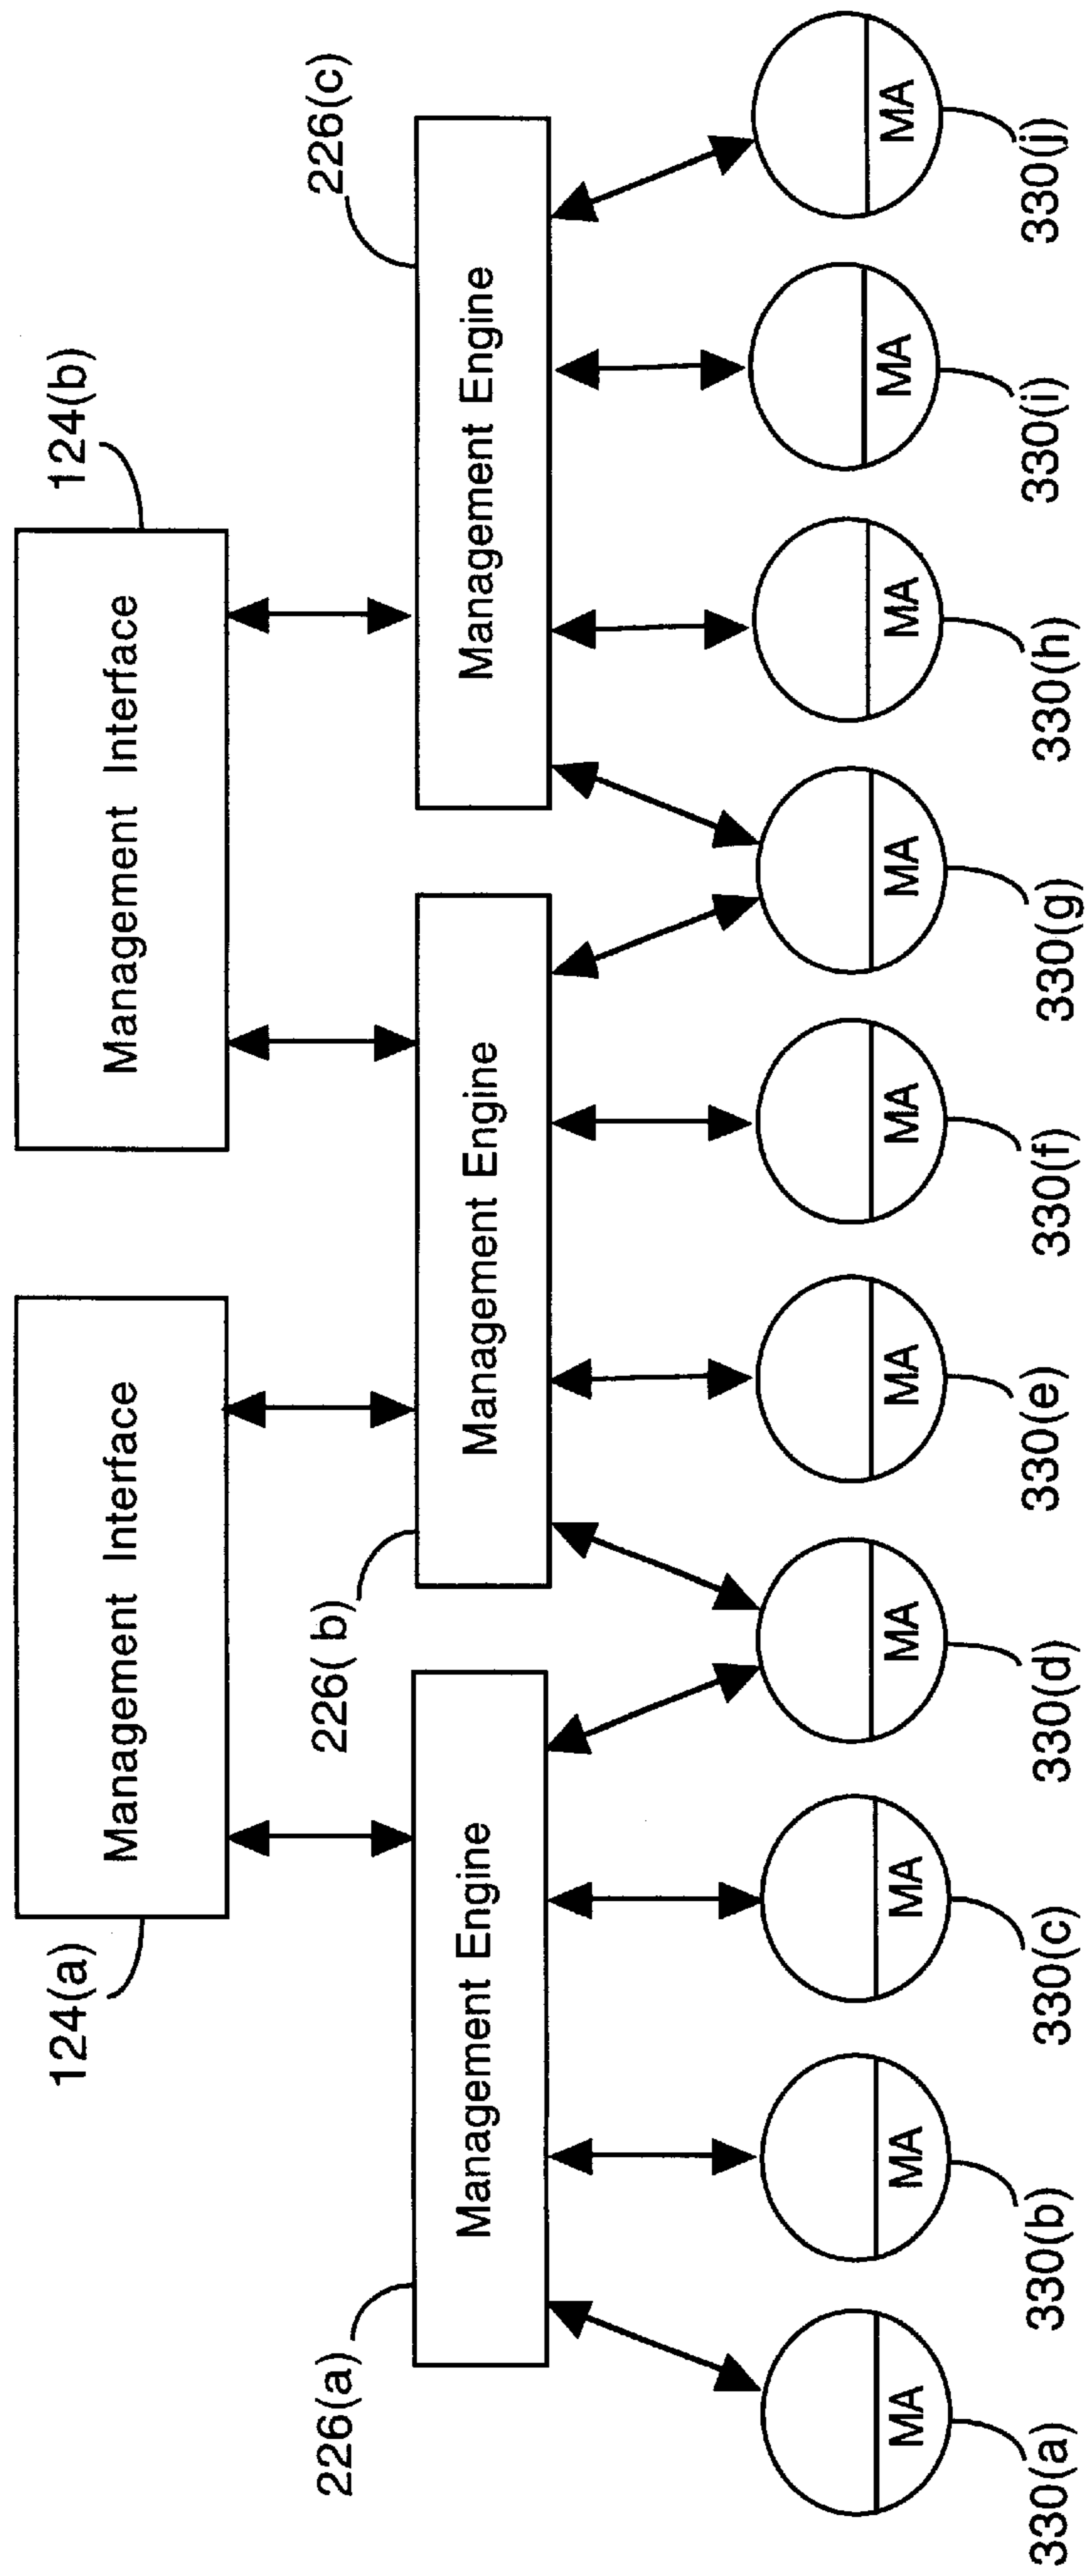 124(a)
124(b)
Management Interface
Management Interface
226(a)
226( b)
226(c)
Management Engine
Management Engine
Management Engine
MA
MA
MA
MA
MA
MA
MA
MA
MA
MA
330(a)
330(b)
330(c)
330(d)
330(e)
330(f)
330(g)
330(h)
330(i)
330(j)